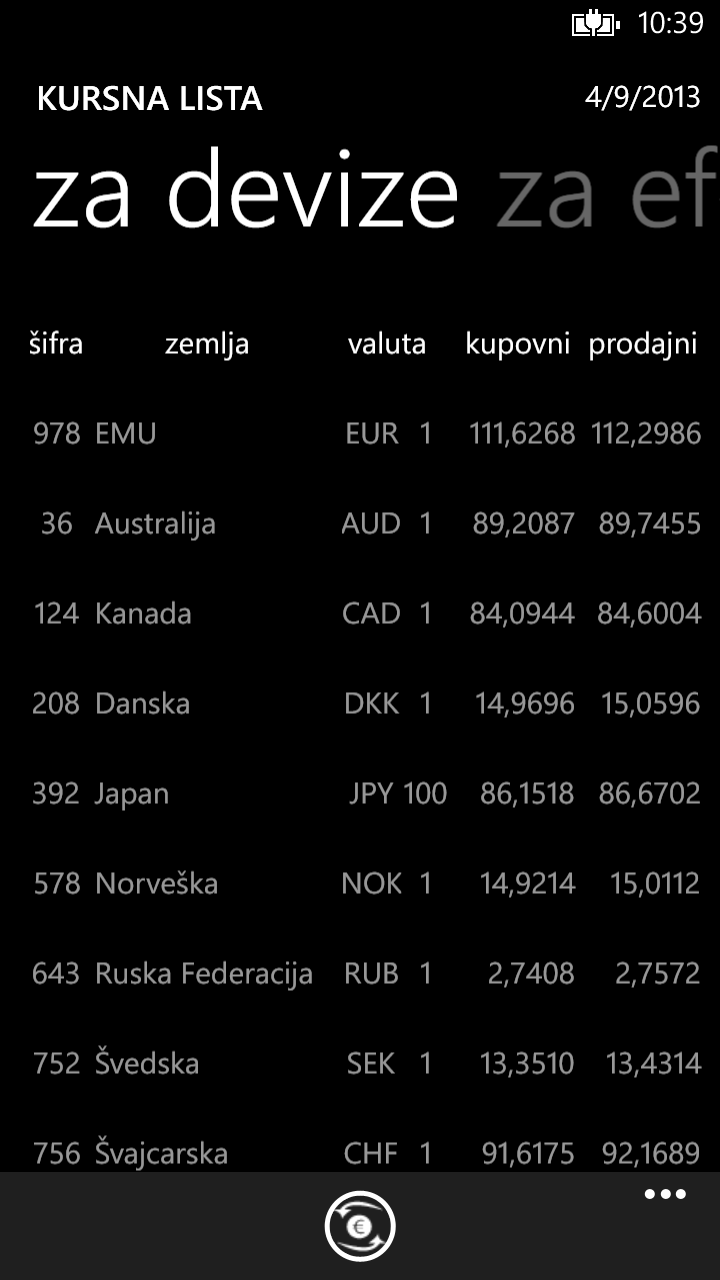 10:39
KURSNA LISTA 4/9/2013
za devize za ef
šifra zemlja valuta kupovni prodajni
978 EMU EUR 1 111,6268 112,2986
36 Australija AUD 1 89,2087 89,7455
124 Kanada CAD 1 84,0944 84,6004
208 Danska DKK 1 14,9696 15,0596
392 Japan JPY 100 86,1518 86,6702
578 Norveška NOK 1 14,9214 15,0112
643 Ruska Federacija RUB 1 2,7408 2,7572
752 Švedska SEK 1 13,3510 13,4314
756 Švajcarska CHF 1 91,6175 92,1689